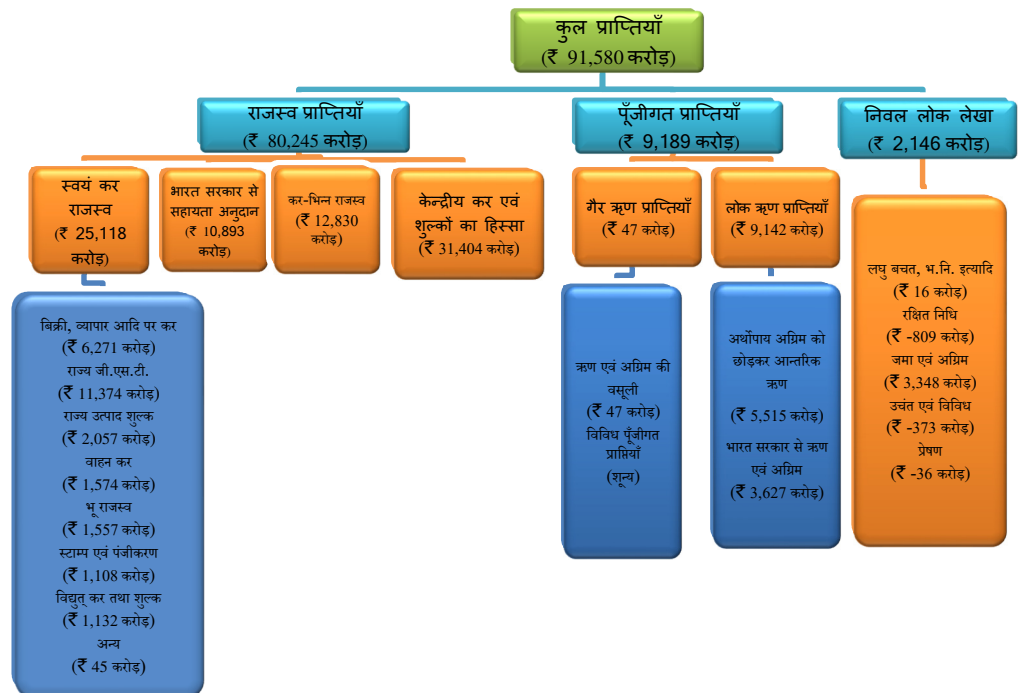 कुल प्राप्तियाँ
(₹ 91,580 करोड़)
राजस्व प्राप्तियाँ
(₹ 80,245 करोड़)
पूँजीगत प्राप्तियाँ
(₹ 9,189 करोड़)
निवल लोक लेखा
(₹ 2,146 करोड़)
स्वयं कर
राजस्व
(₹ 25,118
करोड़)
भारत सरकार से
सहायता अनुदान
(₹ 10,893
करोड़)
कर-भिन्न राजस्व
(₹ 12,830
करोड़)
केन्द्रीय कर एवं
शुल्कों का हिस्सा
(₹ 31,404 करोड़)
गैर ऋण प्राप्तियाँ
(₹ 47 करोड़)
लोक ऋण प्राप्तियाँ
(₹ 9,142 करोड़)
बिक्री, व्यापार आदि पर कर
(₹ 6,271 करोड़)
राज्य जी.एस.टी.
(₹ 11,374 करोड़)
राज्य उत्पाद शुल्क
(₹ 2,057 करोड़)
वाहन कर
(₹ 1,574 करोड़)
भू राजस्व
(₹ 1,557 करोड़)
स्टाम्प एवं पंजीकरण
(₹ 1,108 करोड़)
विद्युत् कर तथा शुल्क
(₹ 1,132 करोड़)
अन्य
(₹ 45 करोड़)
ऋण एवं अग्रिम की
वसूली
(₹ 47 करोड़)
विविध पूँजीगत
प्राप्तियाँ
(शून्य)
अर्थोपाय अग्रिम को
छोड़कर आन्तरिक
ऋण
(₹ 5,515 करोड़)
भारत सरकार से ऋण
एवं अग्रिम
(₹ 3,627 करोड़)
लघु बचत, भ.नि. इत्यादि
(₹ 16 करोड़)
रक्षित निधि
(₹ -809 करोड़)
जमा एवं अग्रिम
(₹ 3,348 करोड़)
उचंत एवं विविध
(₹ -373 करोड़)
प्रेषण
(₹ -36 करोड़)